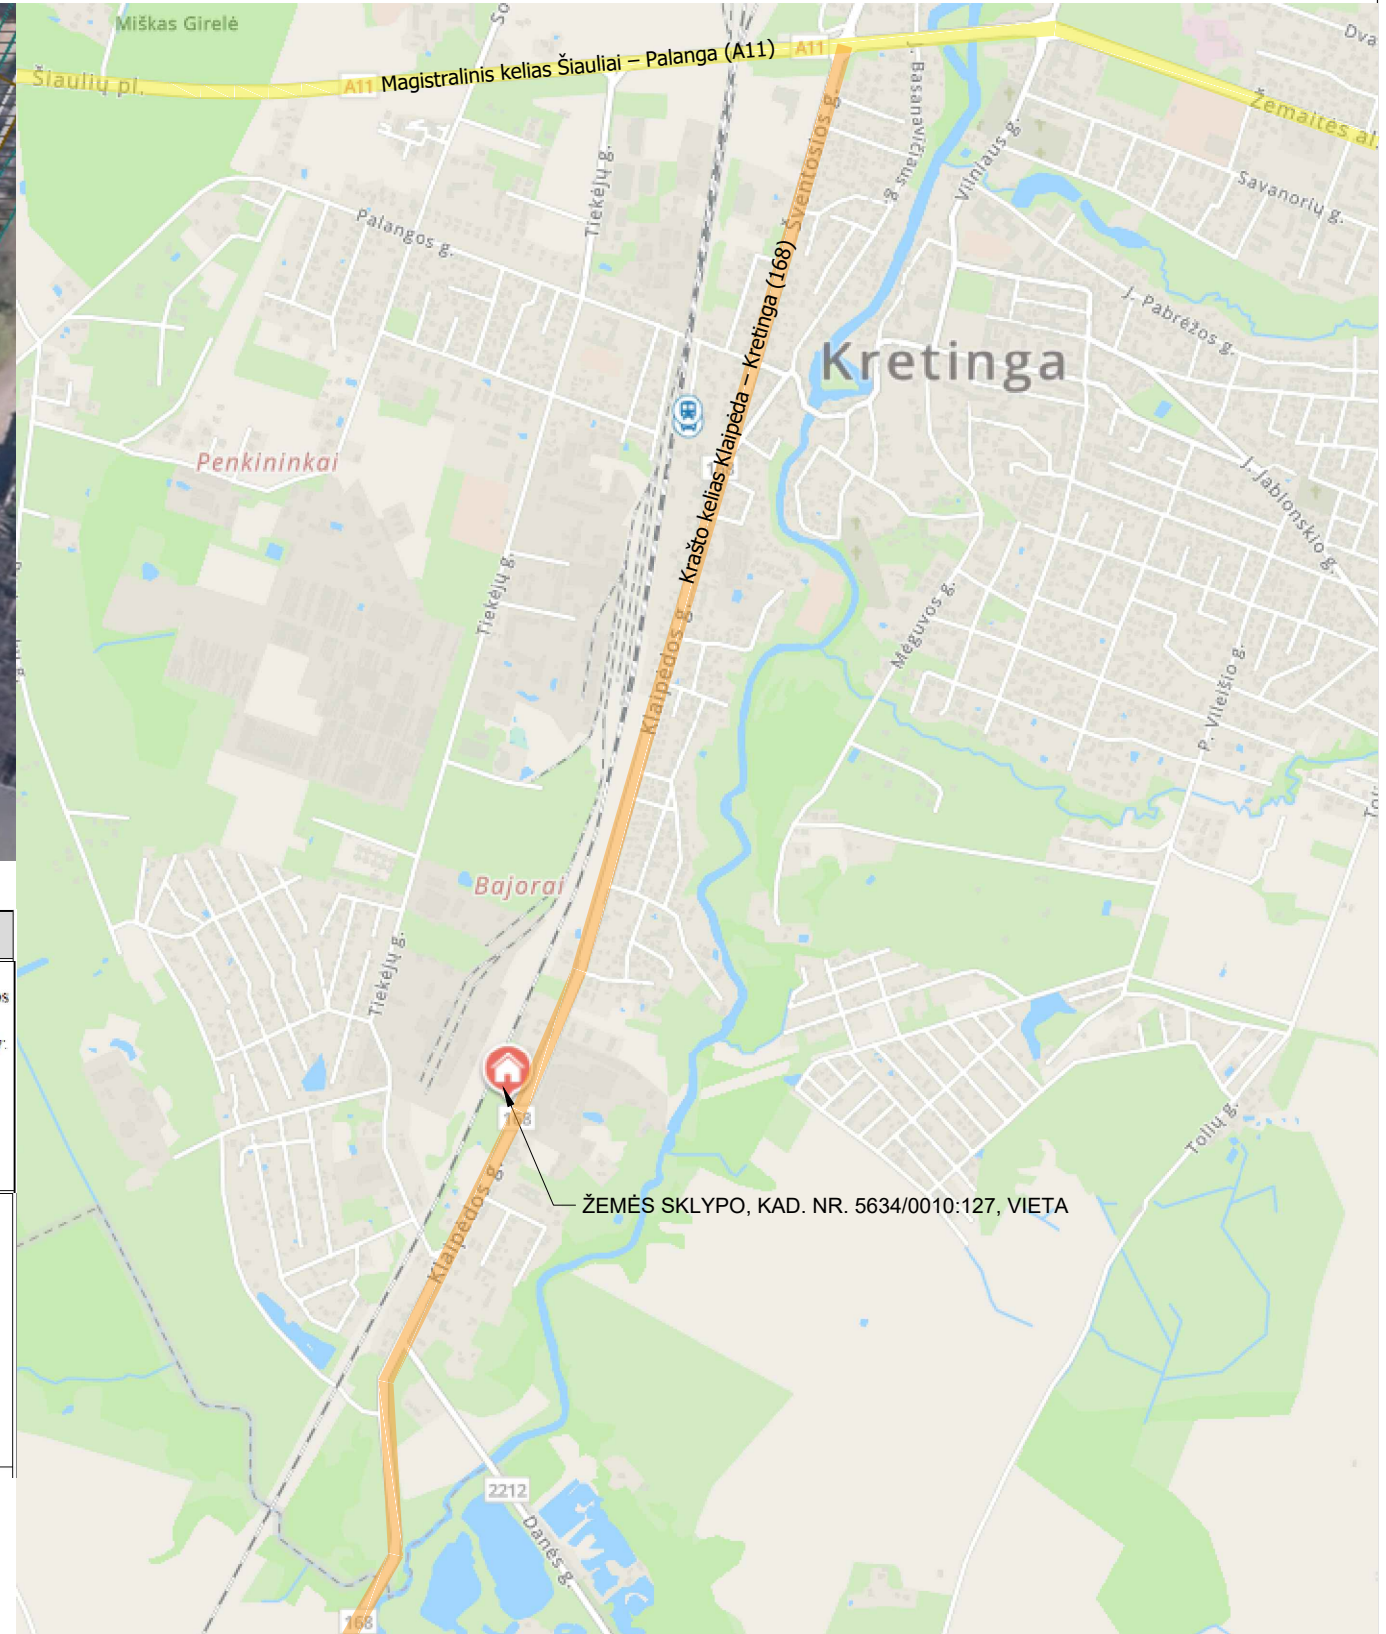 Miškas Girelė
So
Dva
Šiaulių pl.
A11
Magistralinis kelias Šiauliai – Palanga (A11)
A11
J. Basanavičiaus g.
Žemaitės al.
Šventosios g.
Vilniaus g.
Tiekėjų g.
Savanorių g.
Palangos g.
Krašto kelias Klaipėda – Kretinga (168)
J. Pabrėžos g.
Kretinga
Penkininkai
J. Jablonskio g.
Tiekėjų g.
Klaipėdos g.
Mėguvos g.
P. Vileišio g.
Bajorai
Tiekėjų g.
168
Tolių g.
ŽEMĖS SKLYPO, KAD. NR. 5634/0010:127, VIETA
Klaipėdos g.
2212
Danės g.
168